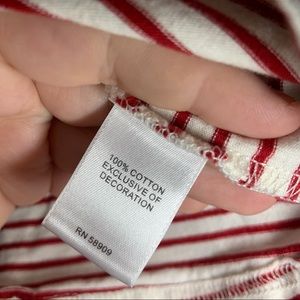 100% COTTON
EXCLUSIVE OF
DECORATION
RN 58909